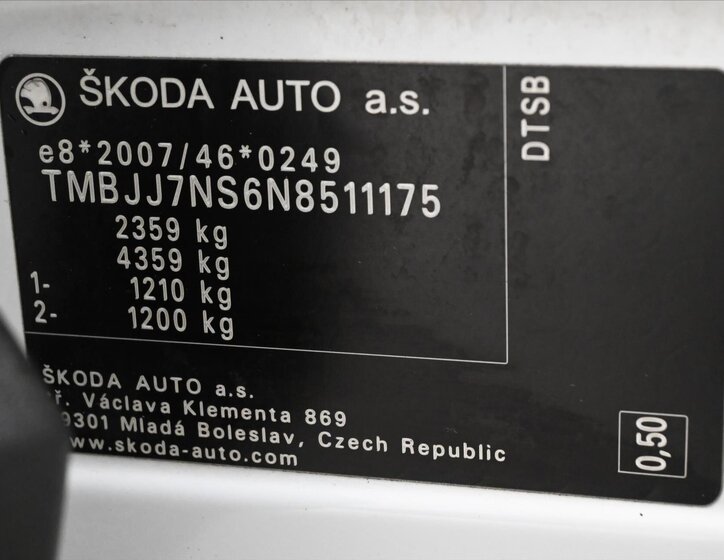 ŠKODA AUTO a.s.
e8*2007/46*0249
TMBJJ7NS6N8511175
2359 kg
4359 kg
1- 1210 kg
2- 1200 kg
DTSB
ŠKODA AUTO a.s.
Václava Klementa 869
Mladá Boleslav, Czech Republic
www.skoda-auto.com
0,50